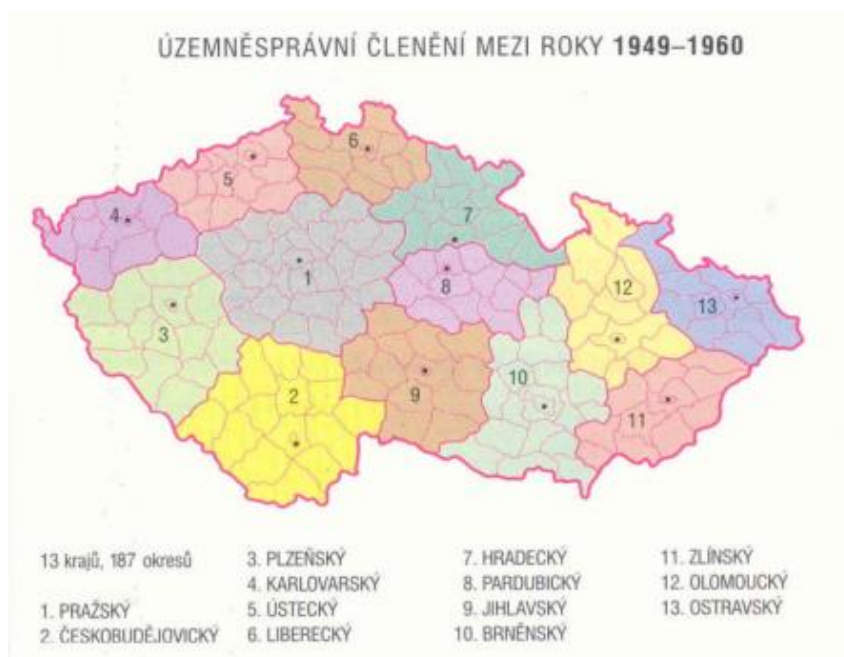 ÚZEMNĚSPRÁVNÍ ČLENĚNÍ MEZI ROKY 1949–1960
6
5
4
7
1
12
8
13
3
10
2
9
11
13 krajů, 187 okresů
1. PRAŽSKÝ
2. ČESKOBUDĚJOVICKÝ
3. PLZEŇSKÝ
4. KARLOVARSKÝ
5. ÚSTECKÝ
6. LIBERECKÝ
7. HRADECKÝ
8. PARDUBICKÝ
9. JIHLAVSKÝ
10. BRNĚNSKÝ
11. ZLÍNSKÝ
12. OLOMOUCKÝ
13. OSTRAVSKÝ